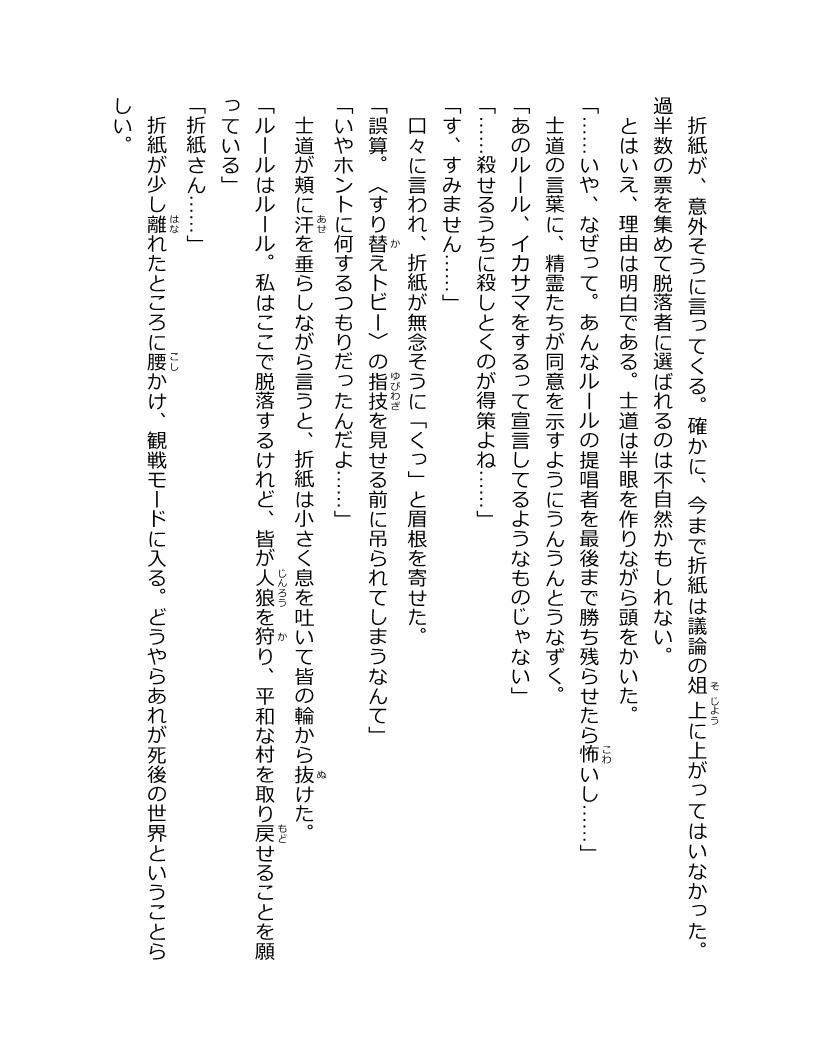 折紙が、意外そうに言ってくる。確かに、今まで折紙は議論の俎上に上がってはいなかった。
過半数の票を集めて脱落者に選ばれるのは不自然かもしれない。
　とはいえ、理由は明白である。士道は半眼を作りながら頭をかいた。
「……いや、なぜって。あんなルールの提唱者を最後まで勝ち残らせたら怖いし……」
　士道の言葉に、精霊たちが同意を示すようにうんうんとうなずく。
「あのルール、イカサマをするって宣言してるようなものじゃない」
「……殺せるうちに殺しとくのが得策よね……」
「す、すみません……」
　口々に言われ、折紙が無念そうに「くっ」と眉根を寄せた。
「誤算。〈すり替えトビー〉の指技を見せる前に吊られてしまうなんて」
「いやホントに何するつもりだったんだよ……」
　士道が頬に汗を垂らしながら言うと、折紙は小さく息を吐いて皆の輪から抜けた。
「ルールはルール。私はここで脱落するけれど、皆が人狼を狩り、平和な村を取り戻せることを願
っている」
「折紙さん……」
　折紙が少し離れたところに腰かけ、観戦モードに入る。どうやらあれが死後の世界ということら
しい。